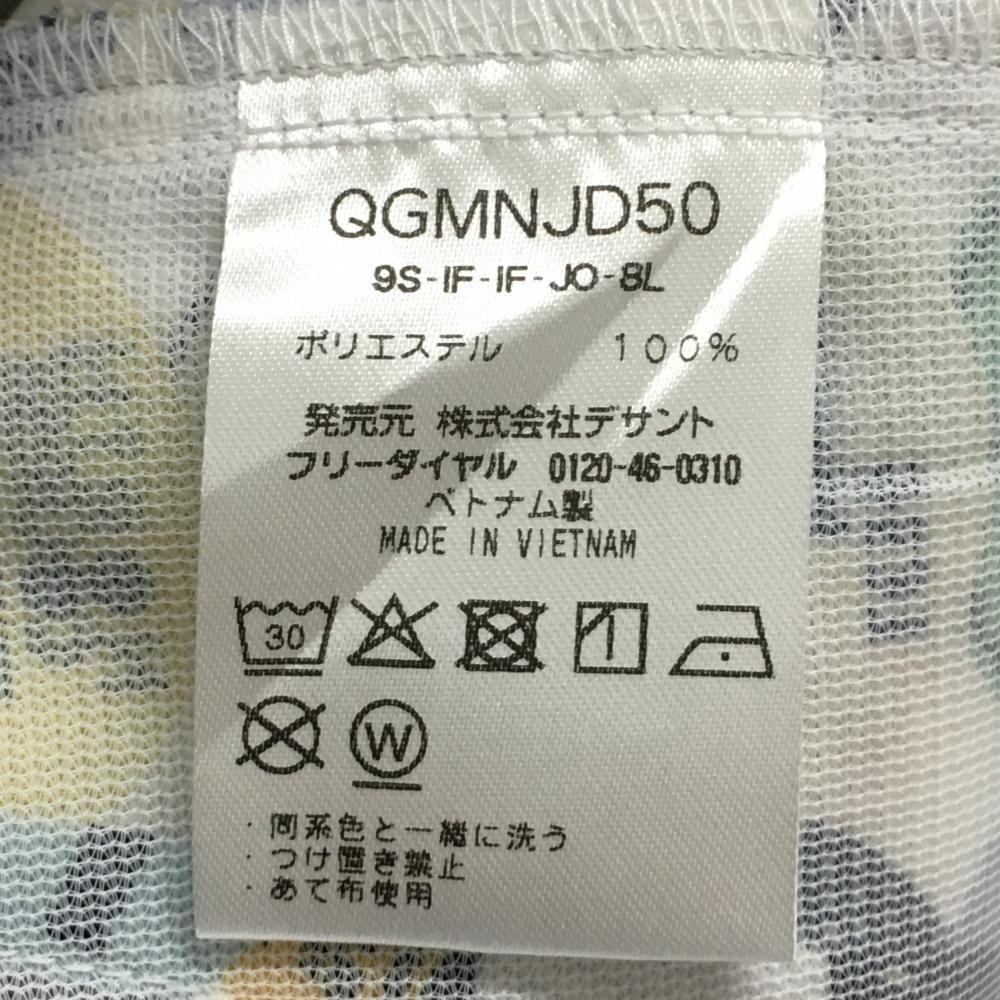 QGMNJD50
9S-IF-IF-JO-8L
ポリエステル 100%
発売元 株式会社デサント
フリーダイヤル 0120-46-0310
ベトナム製
MADE IN VIETNAM
30
W
・同系色と一緒に洗う
・つけ置き禁止
・あて布使用